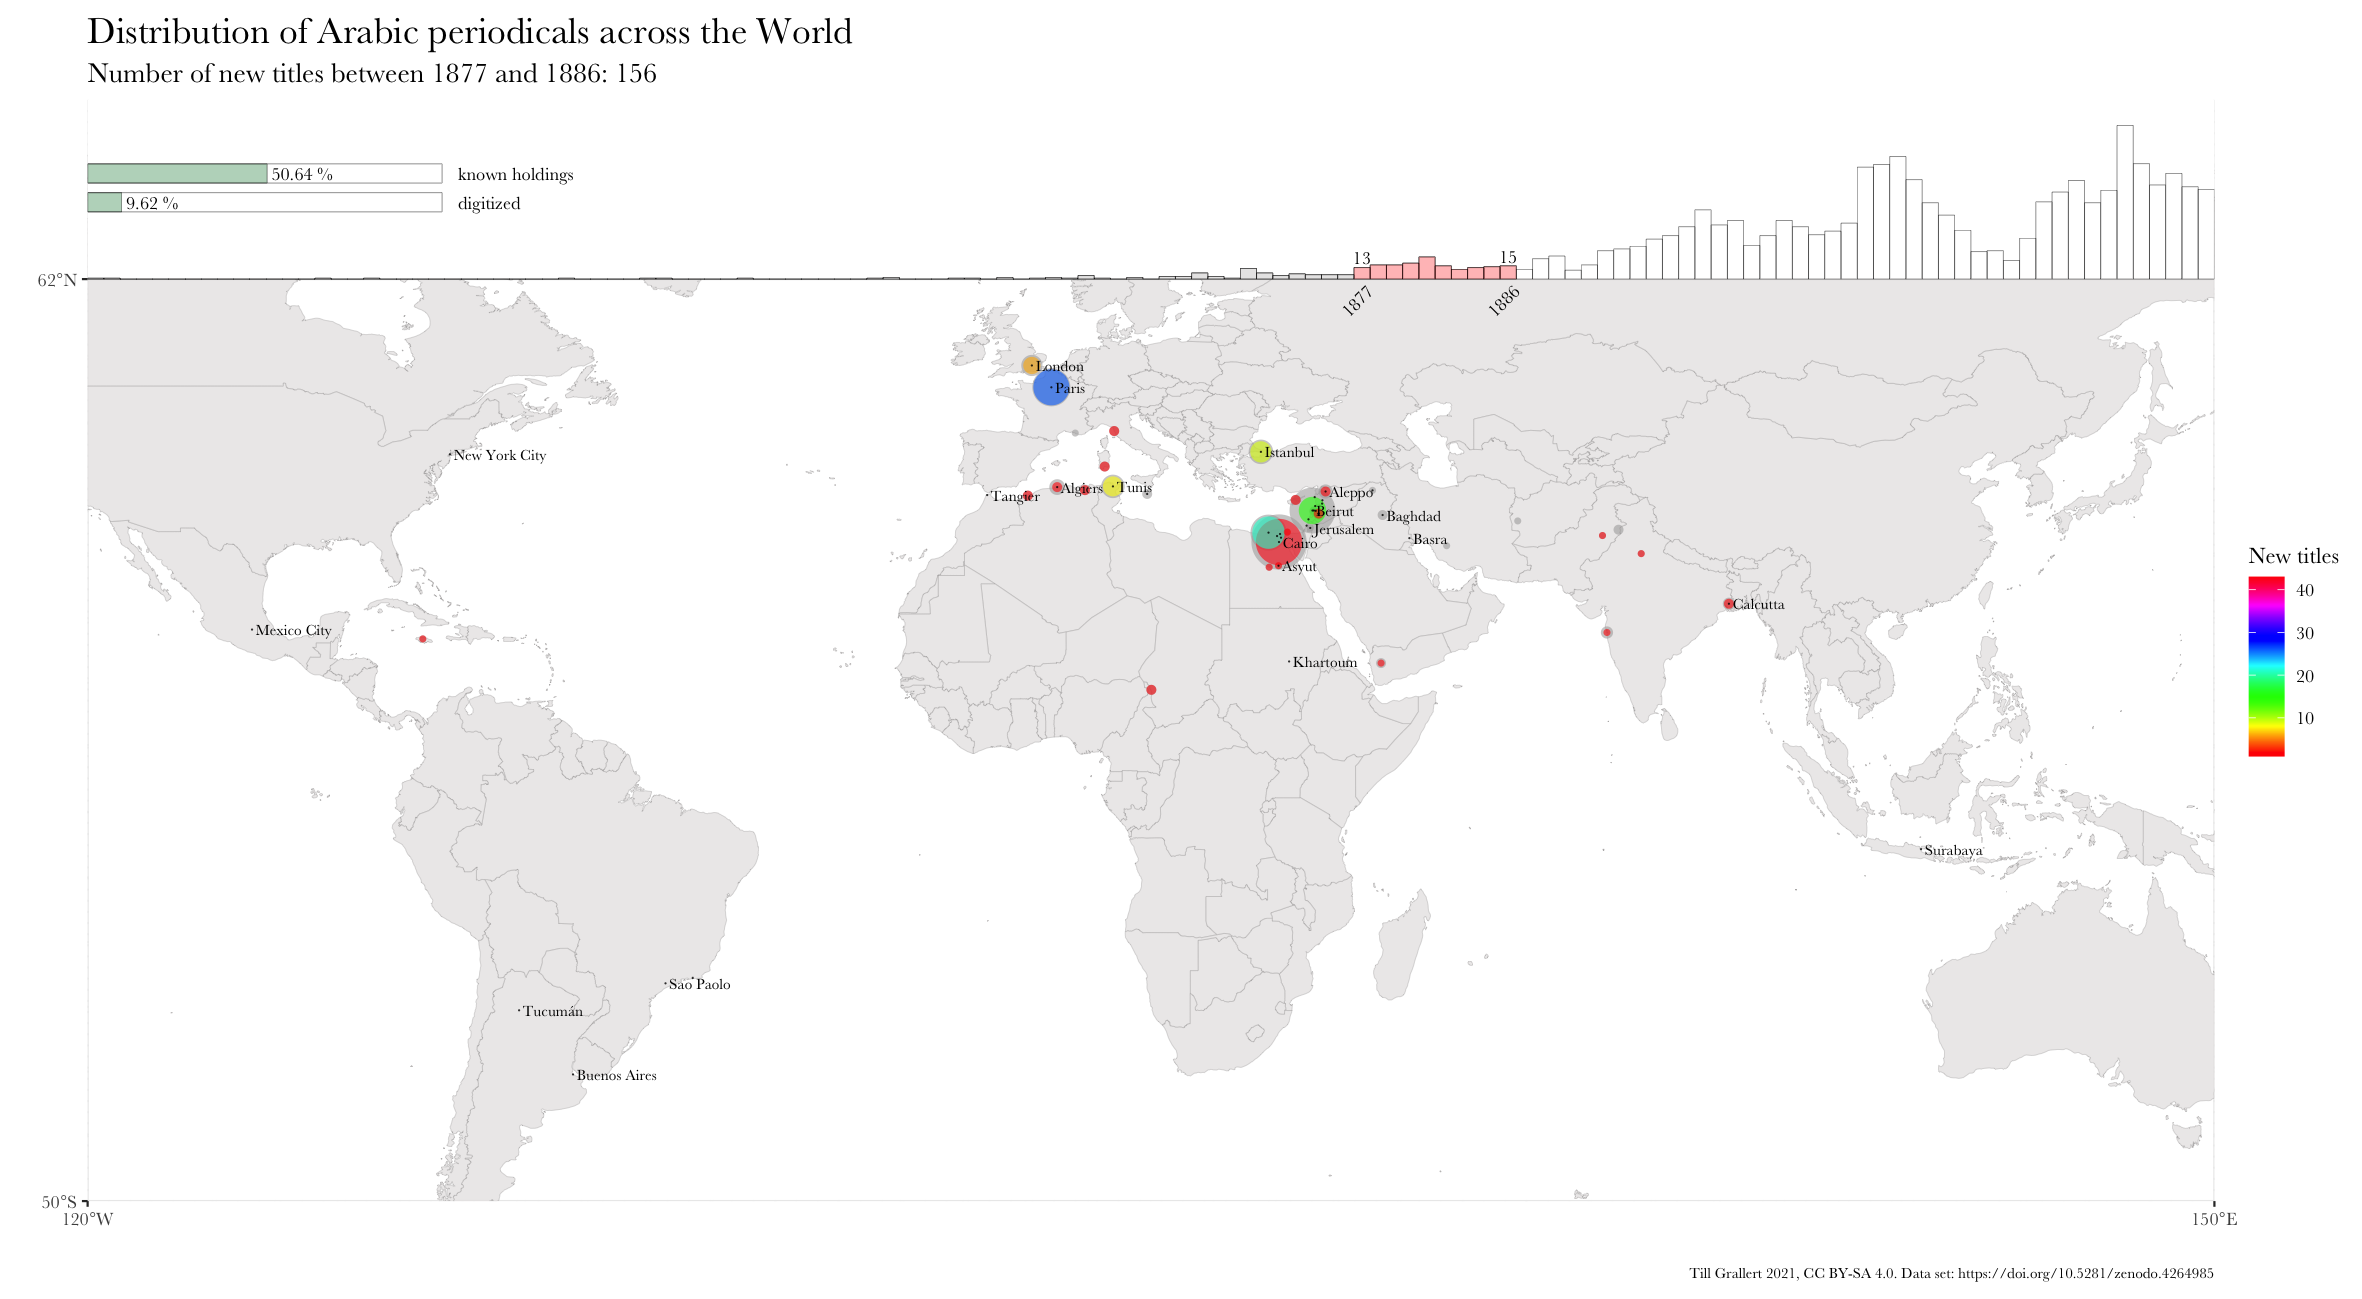 Distribution of Arabic periodicals across the World
Number of new titles between 1877 and 1886: 156
50.64 %
known holdings
9.62 %
digitized
13
15
62°N
1877
1886
London
Paris
New York City
Istanbul
Tangier
Algiers
Tunis
Aleppo
Beirut
Baghdad
Jerusalem
Cairo
Basra
Asyut
New titles
40
30
20
10
Calcutta
Mexico City
Khartoum
Surabaya
Sao Paolo
Tucumán
Buenos Aires
50°S
120°W
150°E
Till Grallert 2021, CC BY-SA 4.0. Data set: https://doi.org/10.5281/zenodo.4264985